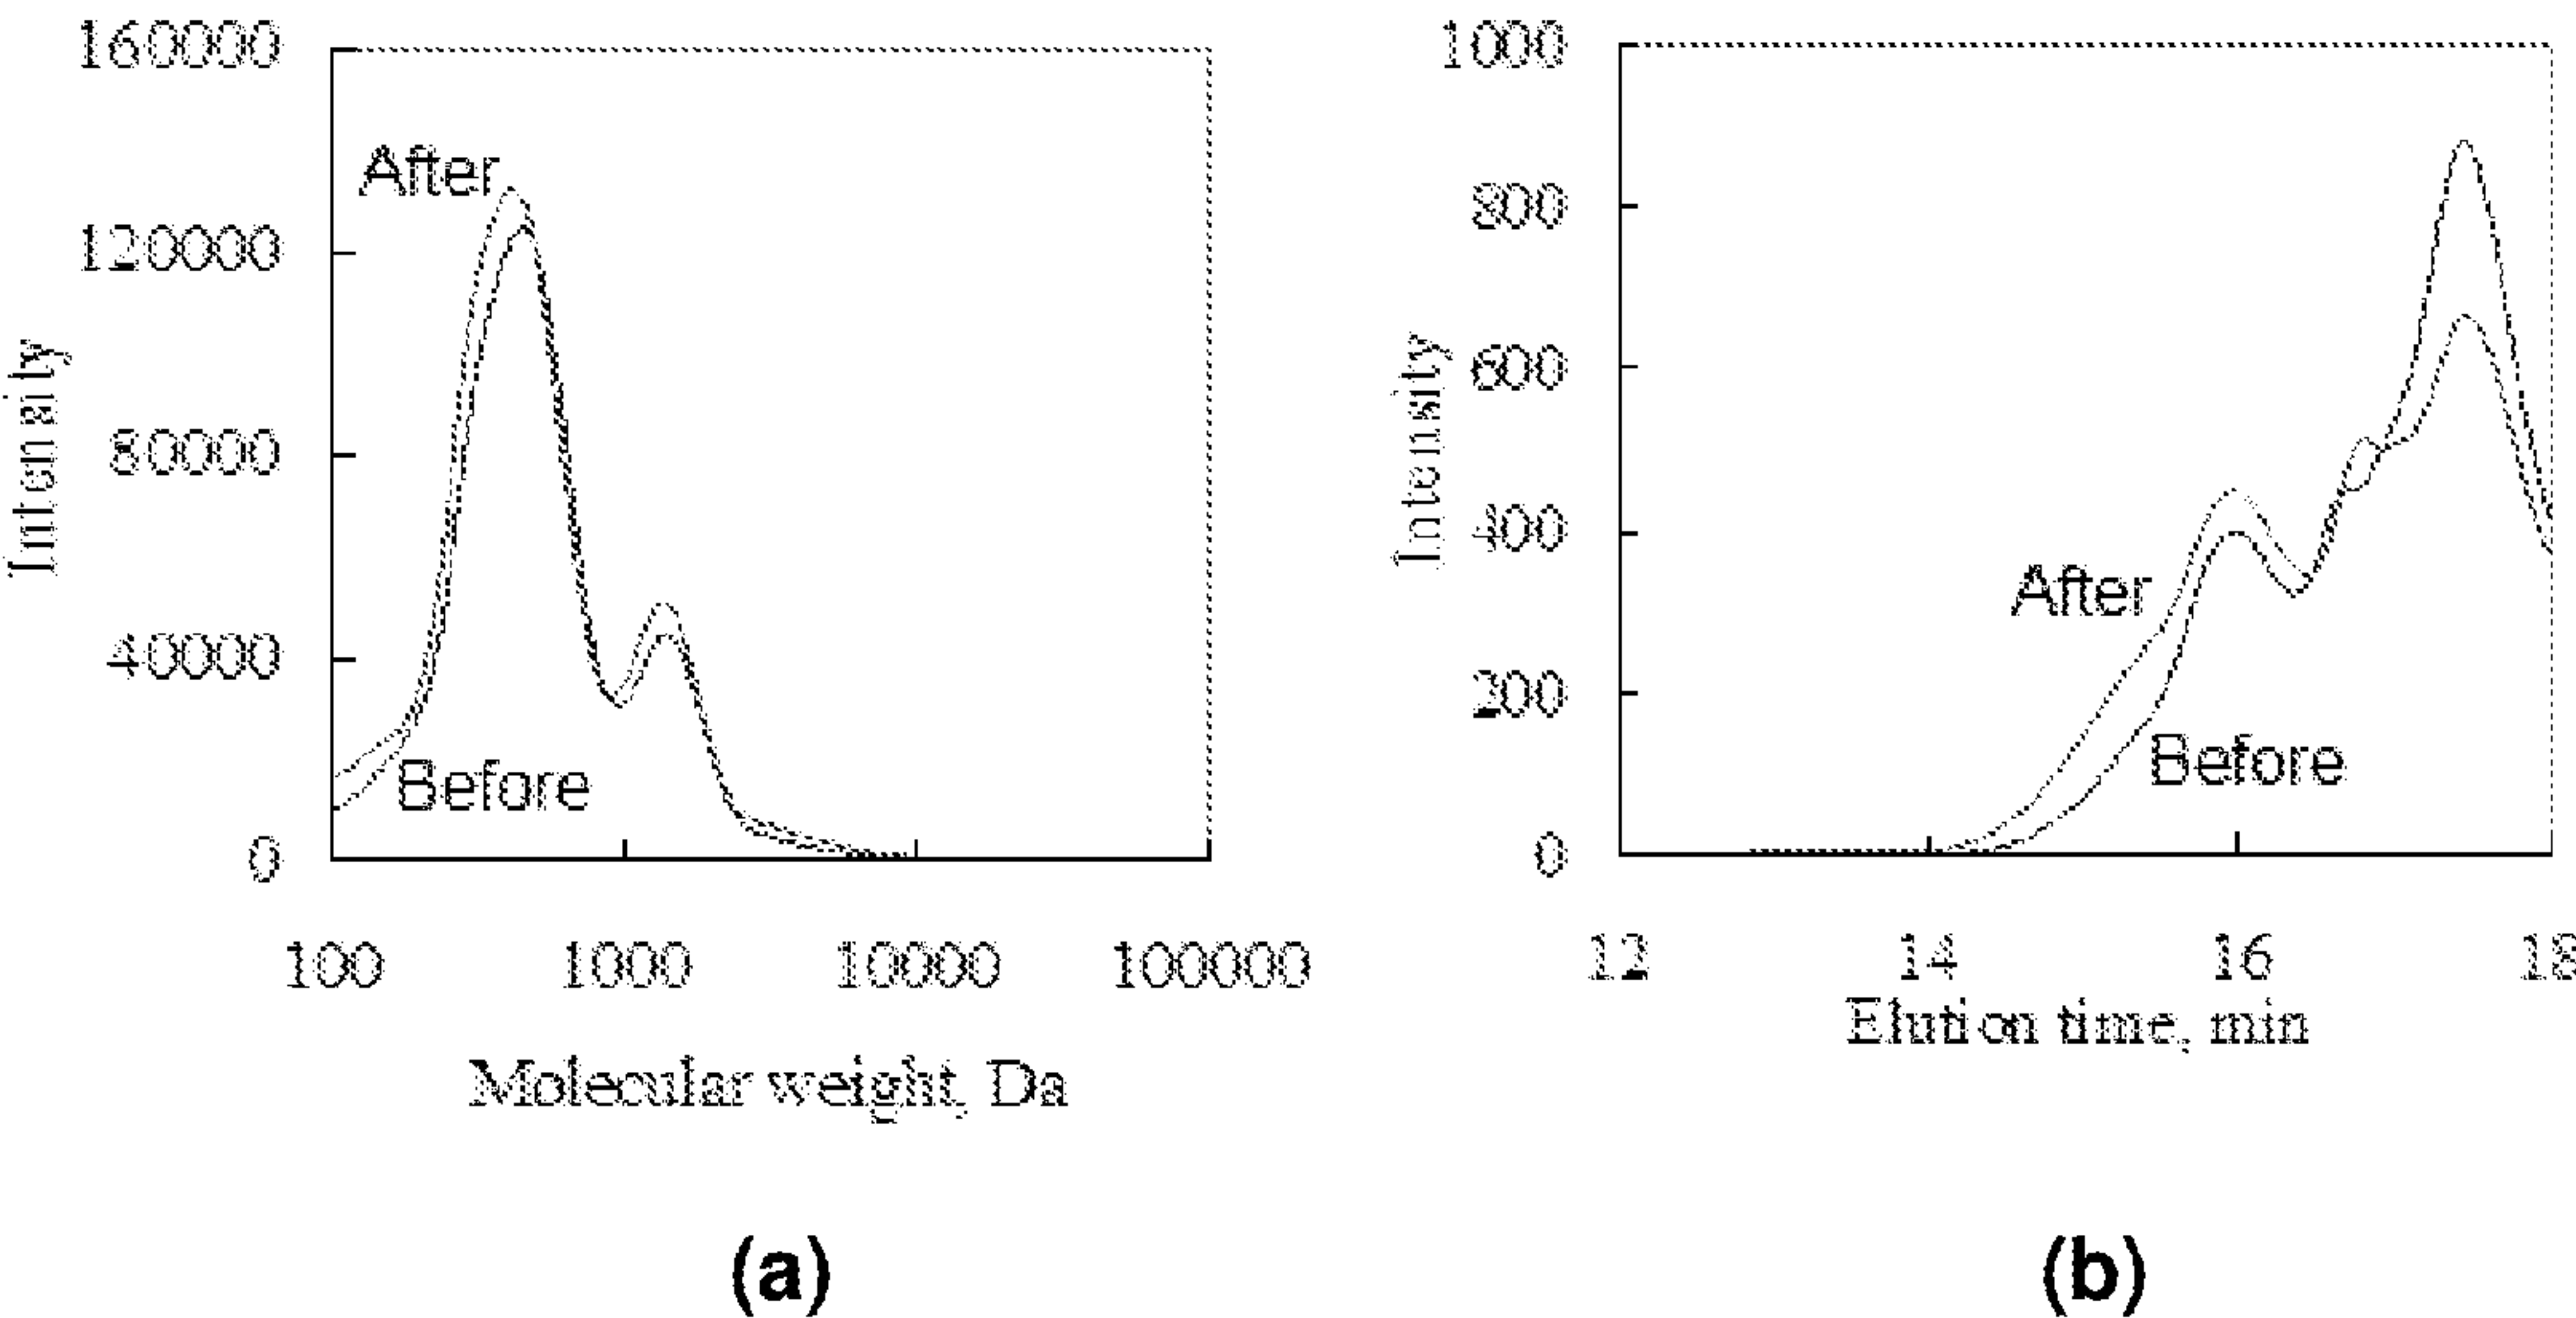 160000
120000
80000
40000
0
Intensity
After
Before
100 1000 10000 100000
Molecular weight, Da
(a)
1000
800
600
400
200
0
Intensity
After
Before
12 14 16 18
Elution time, min
(b)